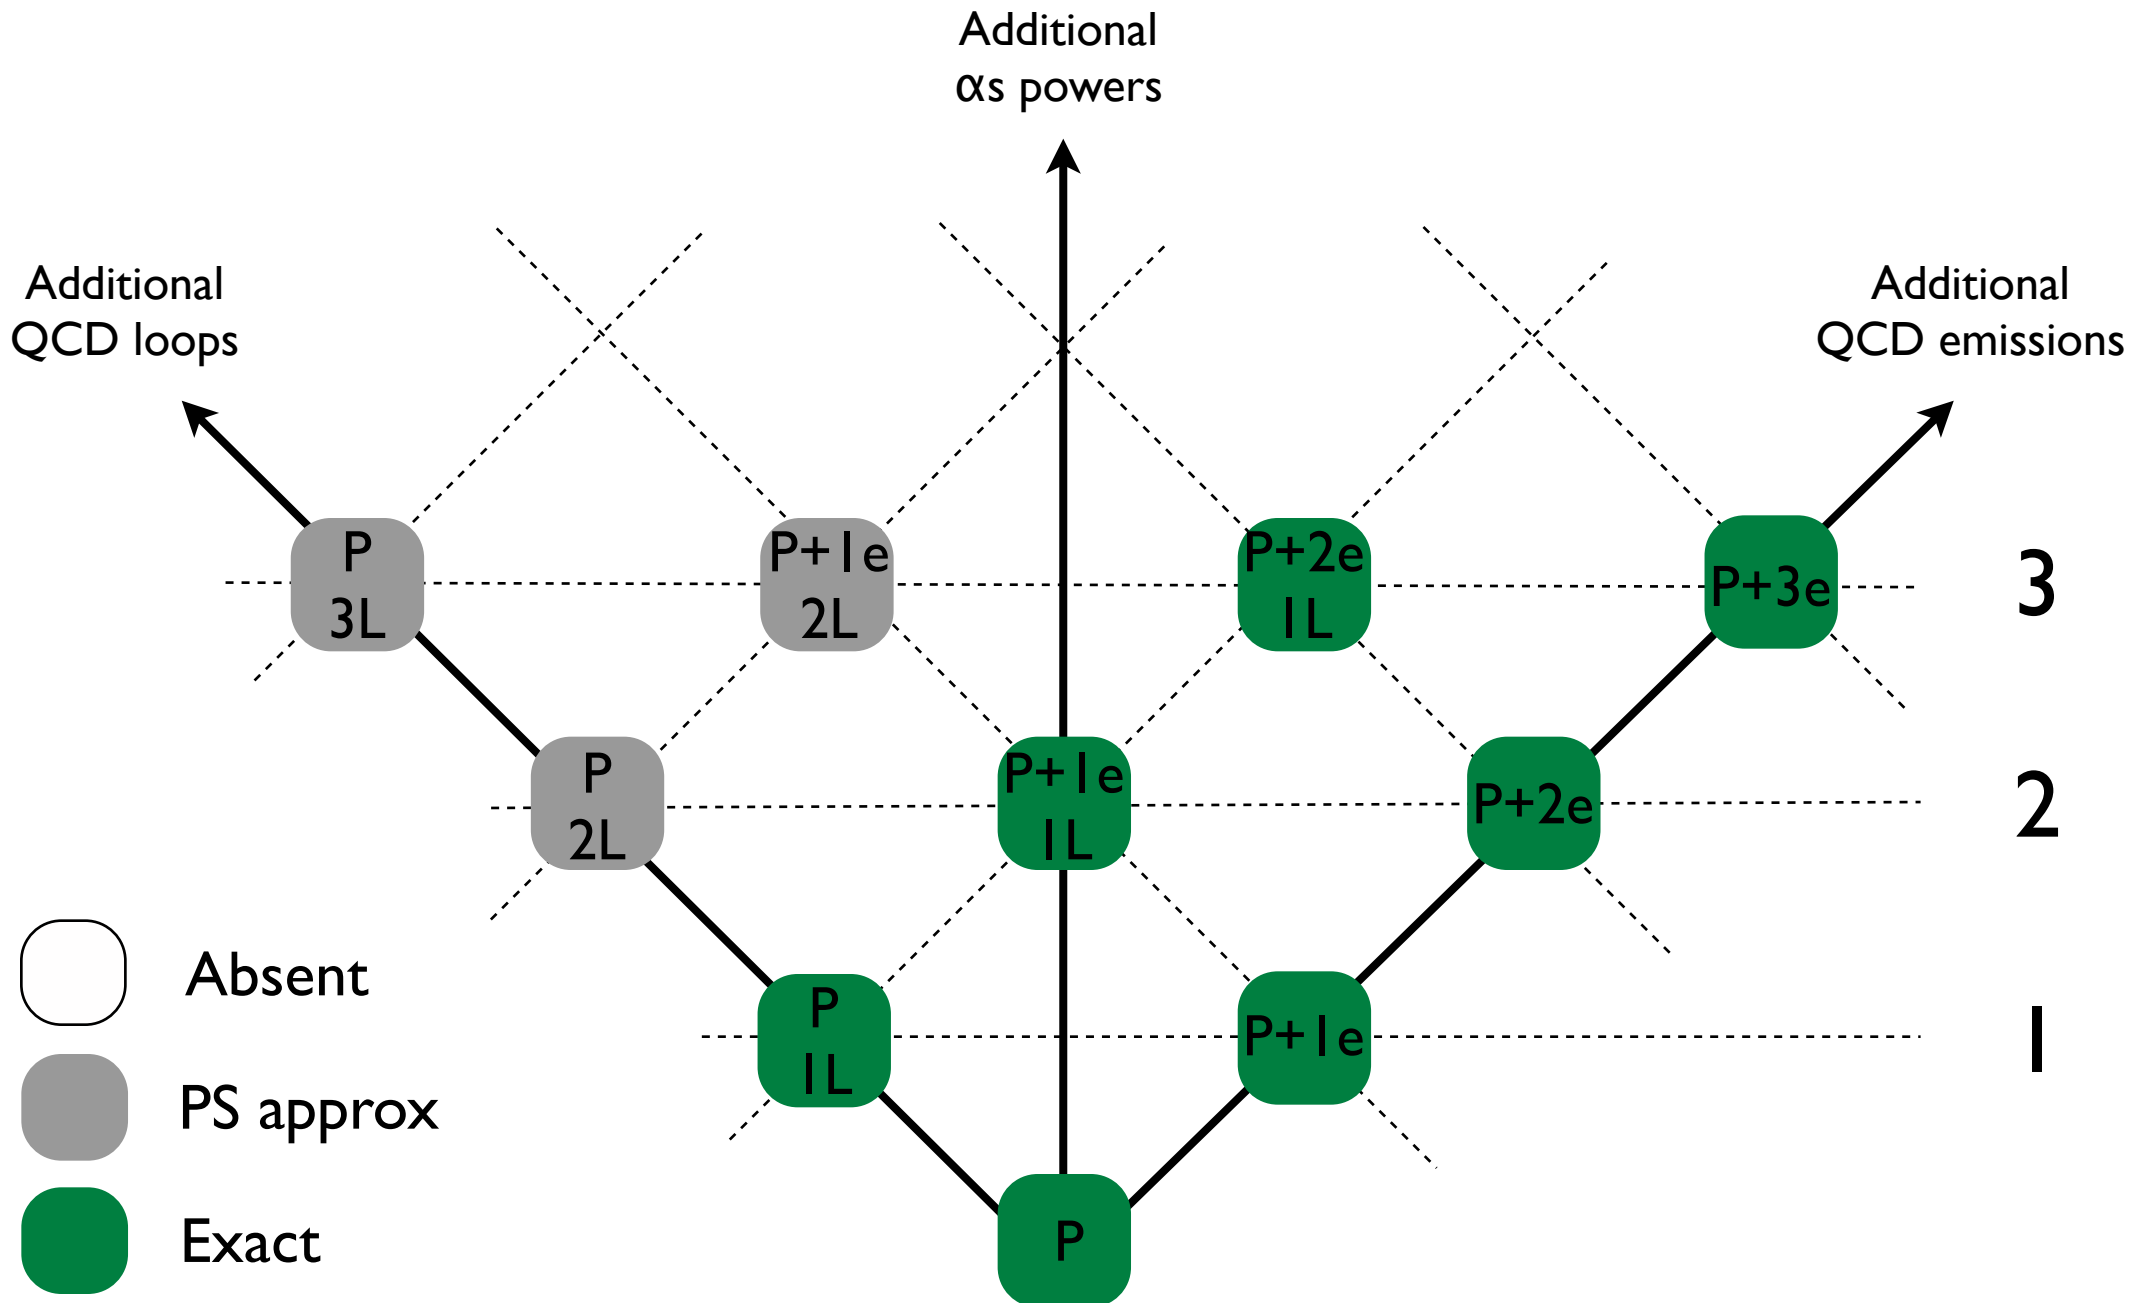 Additional
αs powers
Additional
QCD loops
Additional
QCD emissions
P
3L
P+1e
2L
P+2e
1L
P+3e
3
P
2L
P+1e
1L
P+2e
2
P
1L
P+1e
1
P
Absent
PS approx
Exact